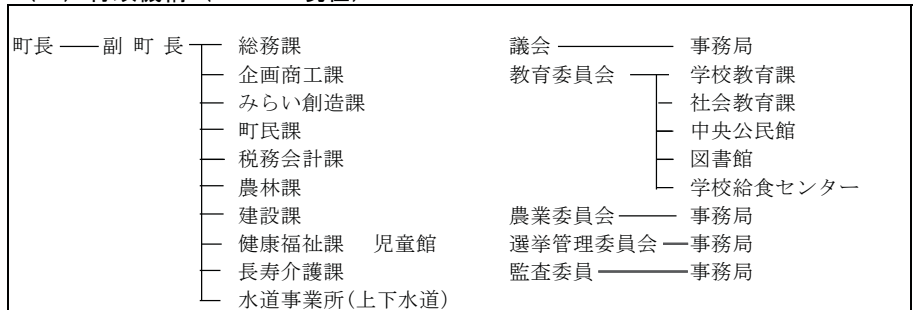 町長 副町長 総務課
企画商工課
みらい創造課
町民課
税務会計課
農林課
建設課
健康福祉課 児童館
長寿介護課
水道事業所(上下水道)
議会 事務局
教育委員会 学校教育課
社会教育課
中央公民館
図書館
学校給食センター
農業委員会 事務局
選挙管理委員会 事務局
監査委員 事務局